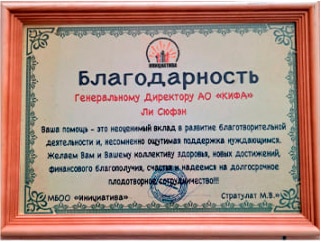 ИНИЦИАТИВА
Благодарность
Генеральному Директору АО «КИФА»
Ли Сюфэн
Ваша помощь - это неоценимый вклад в развитие благотворительной
деятельности и, несомненно ощутимая поддержка нуждающимся.
Желаем Вам и Вашему коллективу здоровья, новых достижений,
финансового благополучия, счастья и надеемся на долгосрочное
плодотворное сотрудничество!!!
МБОО «Инициатива» Стратулат М.В.